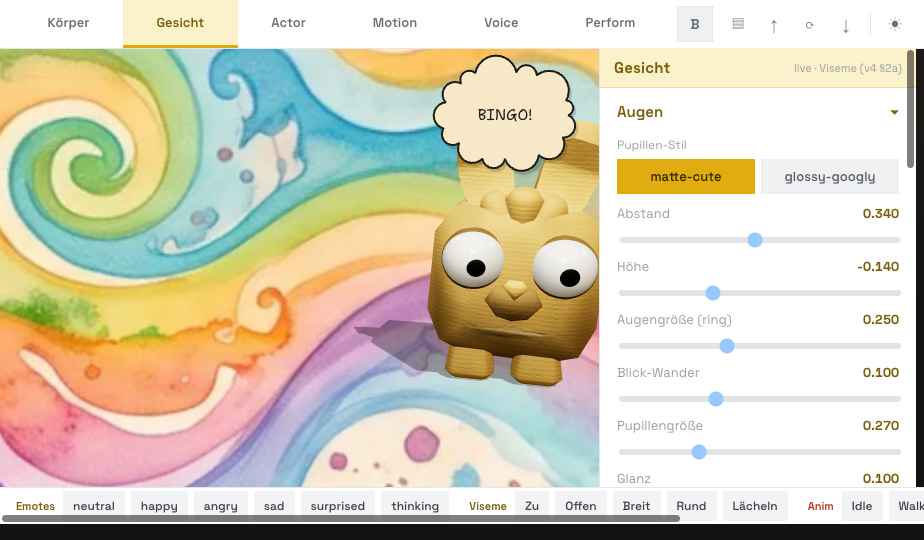 Körper Gesicht Actor Motion Voice Perform B
Gesicht live · Viseme (v4 §2a)
BINGO!
Augen
Pupillen-Stil
matte-cute glossy-googly
Abstand 0.340
Höhe -0.140
Augengröße (ring) 0.250
Blick-Wander 0.100
Pupillengröße 0.270
Glanz 0.100
Emotes neutral happy angry sad surprised thinking Viseme Zu Offen Breit Rund Lächeln Anim Idle Walk